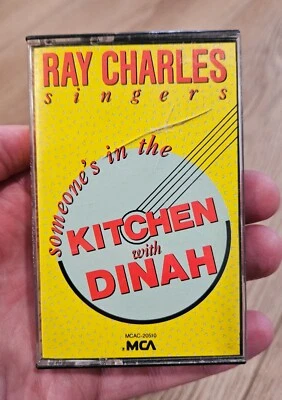 RAY CHARLES
singers
someone's in the
KITCHEN
with
DINAH
MCAC-20510
MCA